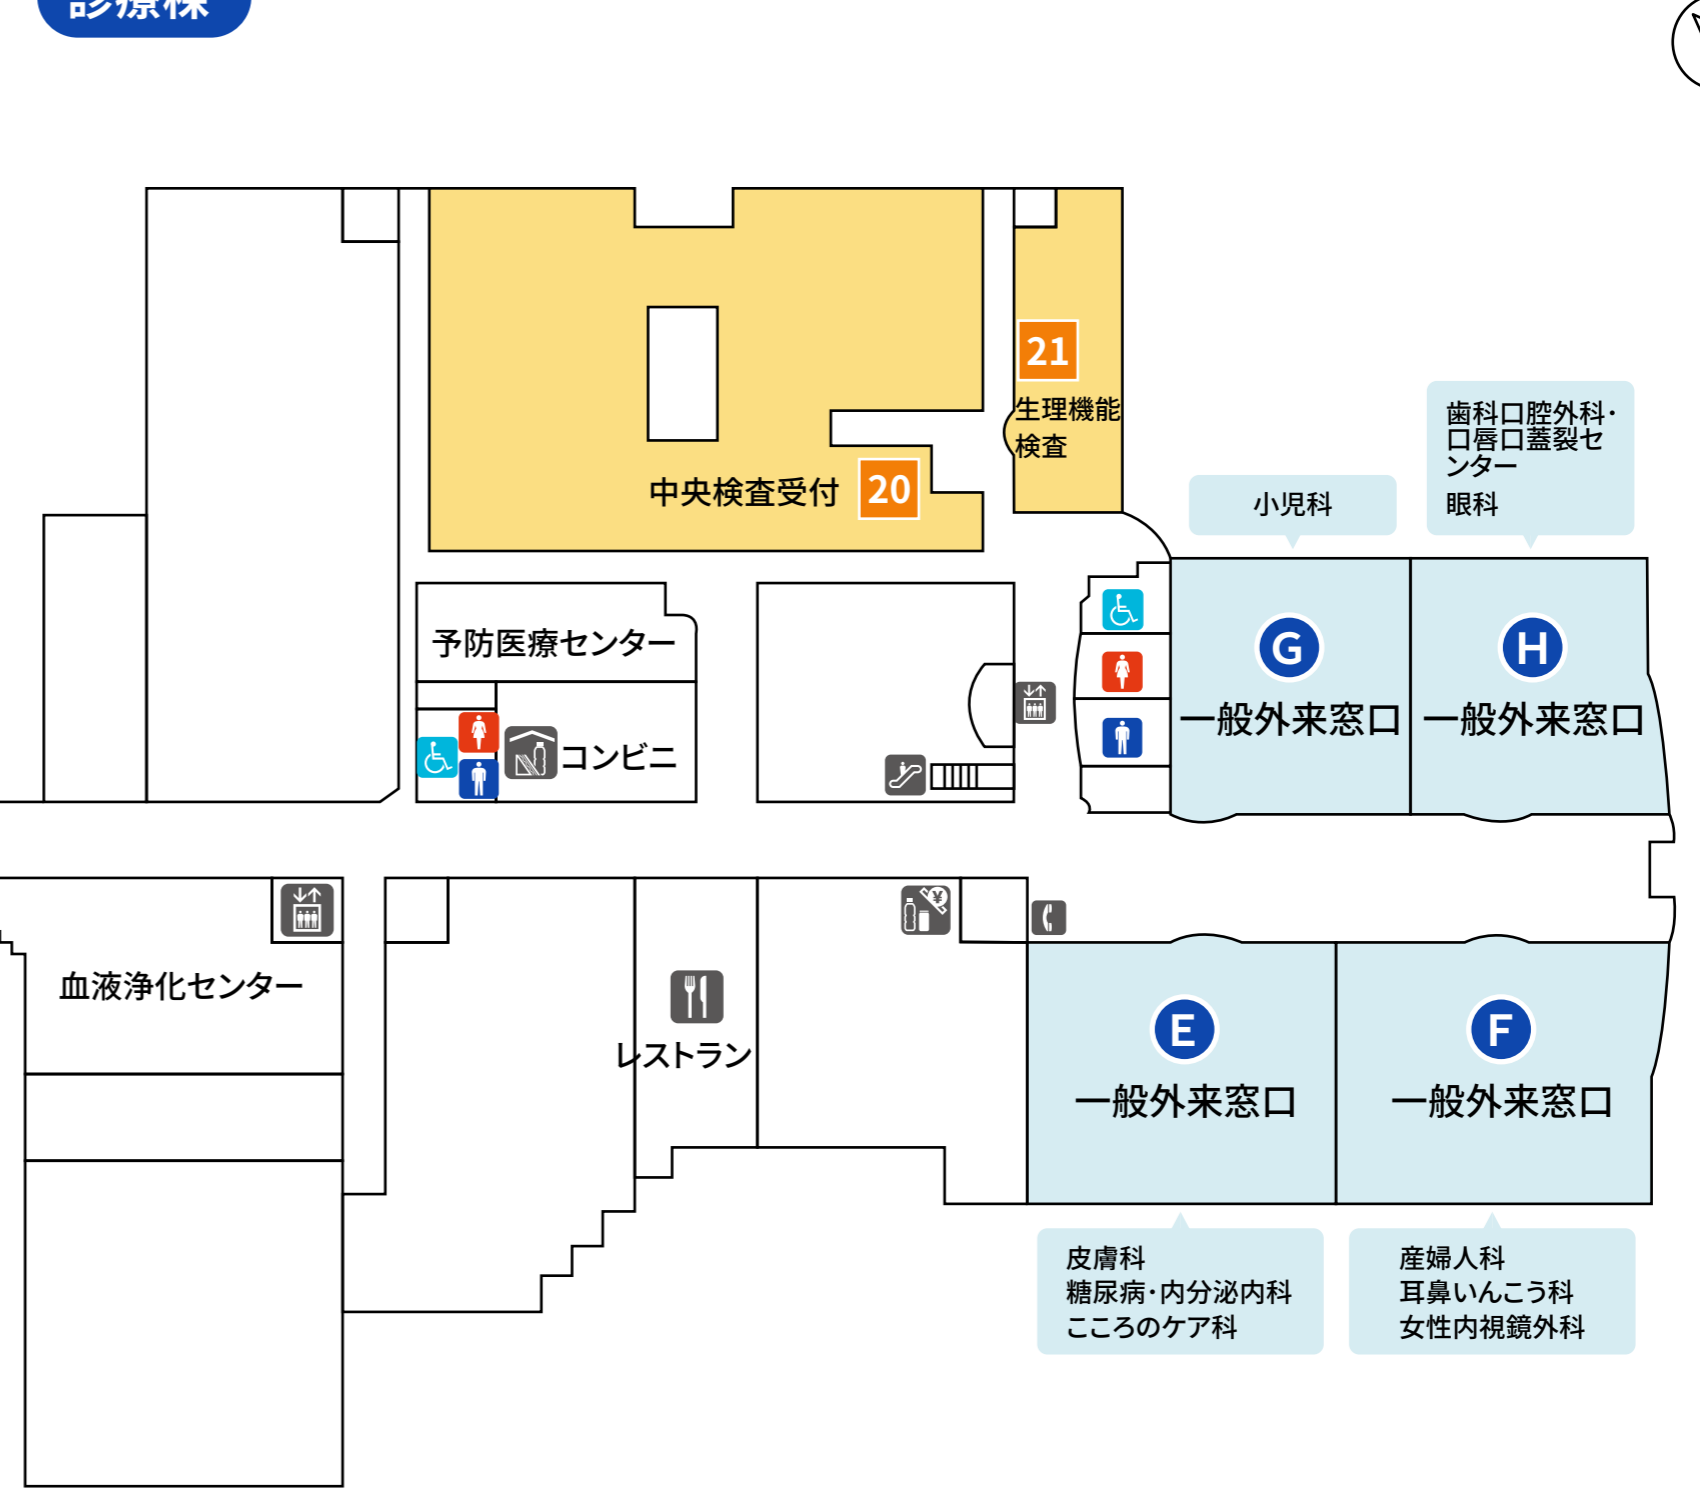 診療棟
21
生理機能
検査
中央検査受付
20
歯科口腔外科・
口唇口蓋裂セ
ンター
眼科
小児科
予防医療センター
コンビニ
G
一般外来窓口
H
一般外来窓口
血液浄化センター
レストラン
E
一般外来窓口
F
一般外来窓口
皮膚科
糖尿病・内分泌内科
こころのケア科
産婦人科
耳鼻いんこう科
女性内視鏡外科